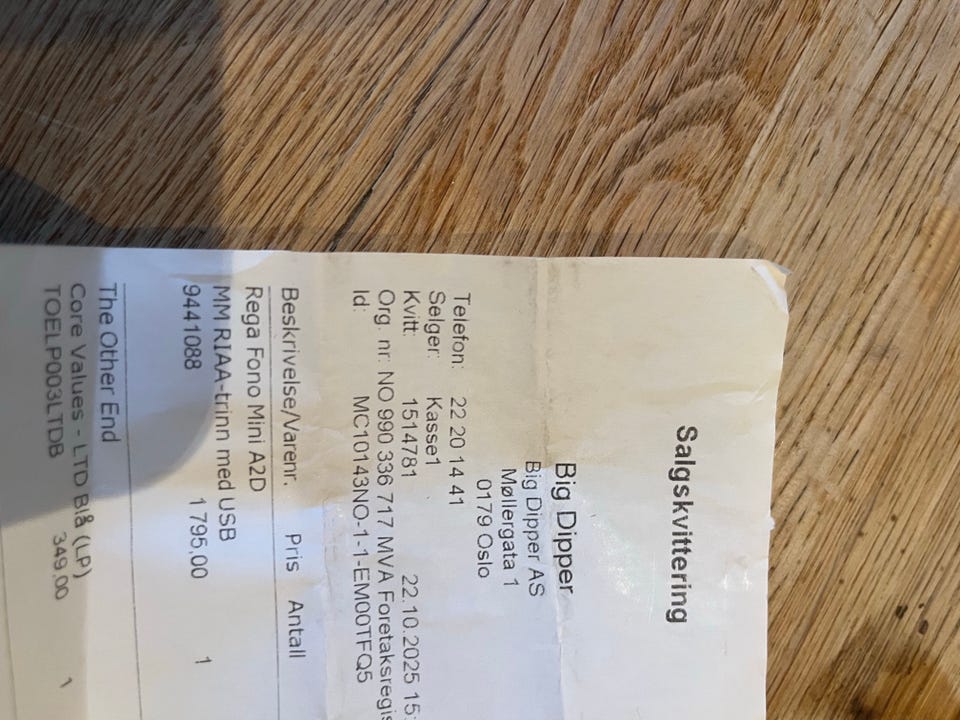 Salgskvittering
Big Dipper
Big Dipper AS
Møllergata 1
0179 Oslo
Telefon: 22 20 14 41
Selger: Kasse1
Kvitt: 1514781 22.10.2025 15:
Org. nr: NO 990 336 717 MVA Foretaksregis
Id: MC10143NO-1-1-EM00TFQ5
Beskrivelse/Varenr. Pris Antall
Rega Fono Mini A2D
MM RIAA-trinn med USB
9441088 1 795,00 1
The Other End
Core Values - LTD Blå (LP)
TOELP003LTDB 349,00 1